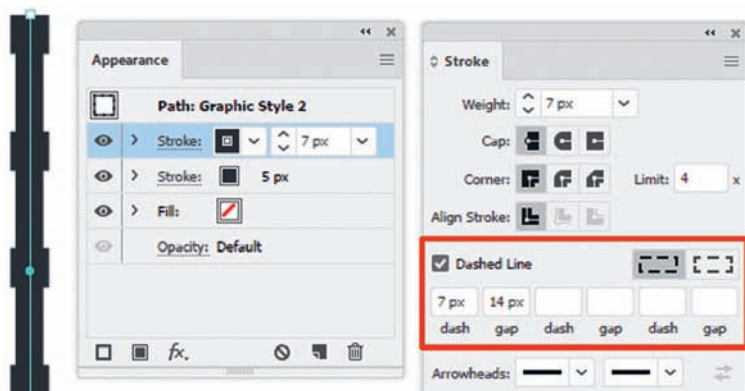 Appearance
Path: Graphic Style 2
Stroke: 7 px
Stroke: 5 px
Fill:
Opacity: Default
fx.
Stroke
Weight: 7 px
Cap:
Corner: Limit: 4 x
Align Stroke:
Dashed Line
7 px 14 px
dash gap dash gap dash gap
Arrowheads: